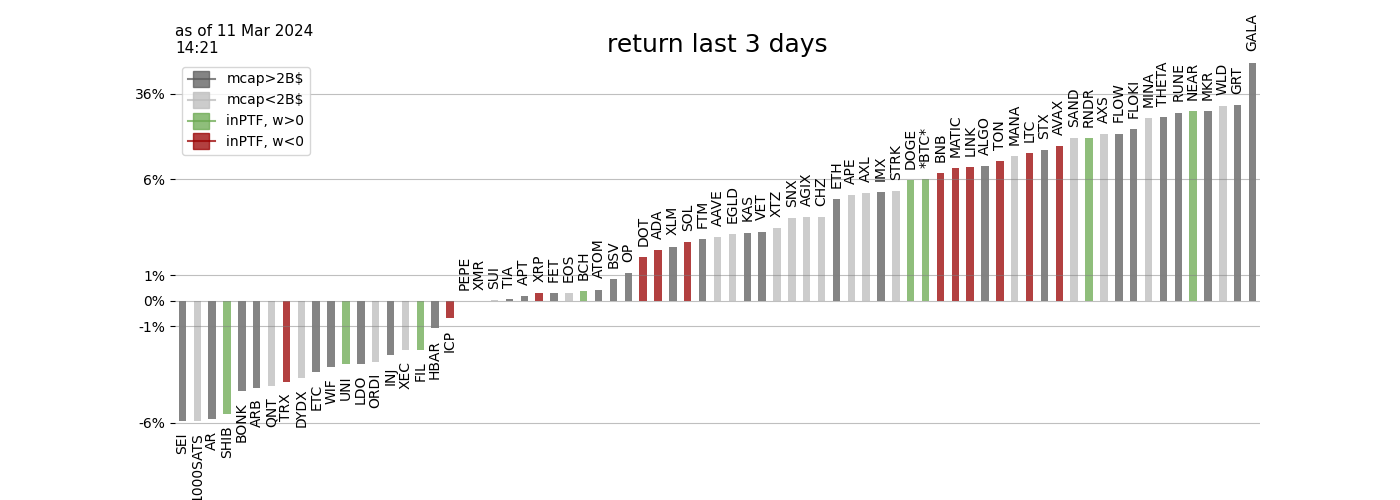 as of 11 Mar 2024
14:21
return last 3 days
mcap>2B$
mcap<2B$
inPTF, w>0
inPTF, w<0
36%
6%
1%
0%
-1%
-6%
SEI
1000SATS
AR
SHIB
BONK
ARB
QNT
TRX
DYDX
ETC
WIF
UNI
LDO
ORDI
INJ
XEC
FIL
HBAR
ICP
PEPE
XMR
SUI
TIA
APT
XRP
FET
EOS
BCH
ATOM
BSV
OP
DOT
ADA
XLM
SOL
FTM
AAVE
EGLD
KAS
VET
XTZ
SNX
AGIX
CHZ
ETH
APE
AXL
IMX
STRK
DOGE
*BTC*
BNB
MATIC
LINK
ALGO
TON
MANA
LTC
STX
AVAX
SAND
RNDR
AXS
FLOW
FLOKI
MINA
THETA
RUNE
NEAR
MKR
WLD
GRT
GALA